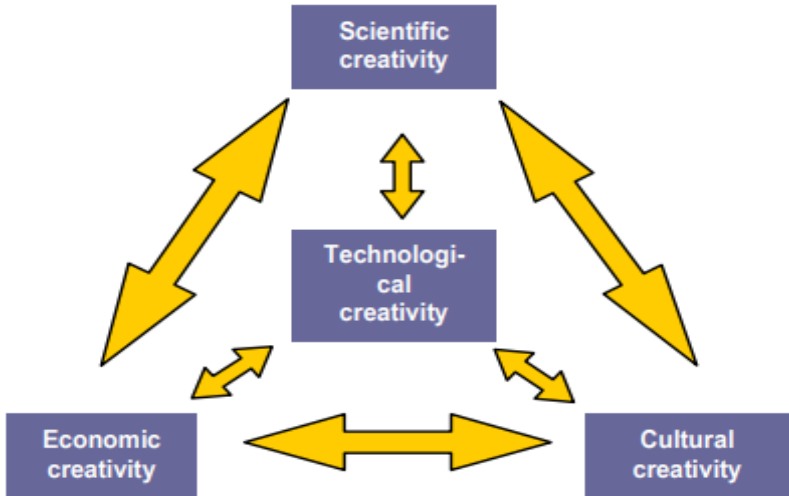 Scientific
creativity
Technologi-
cal
creativity
Economic
creativity
Cultural
creativity